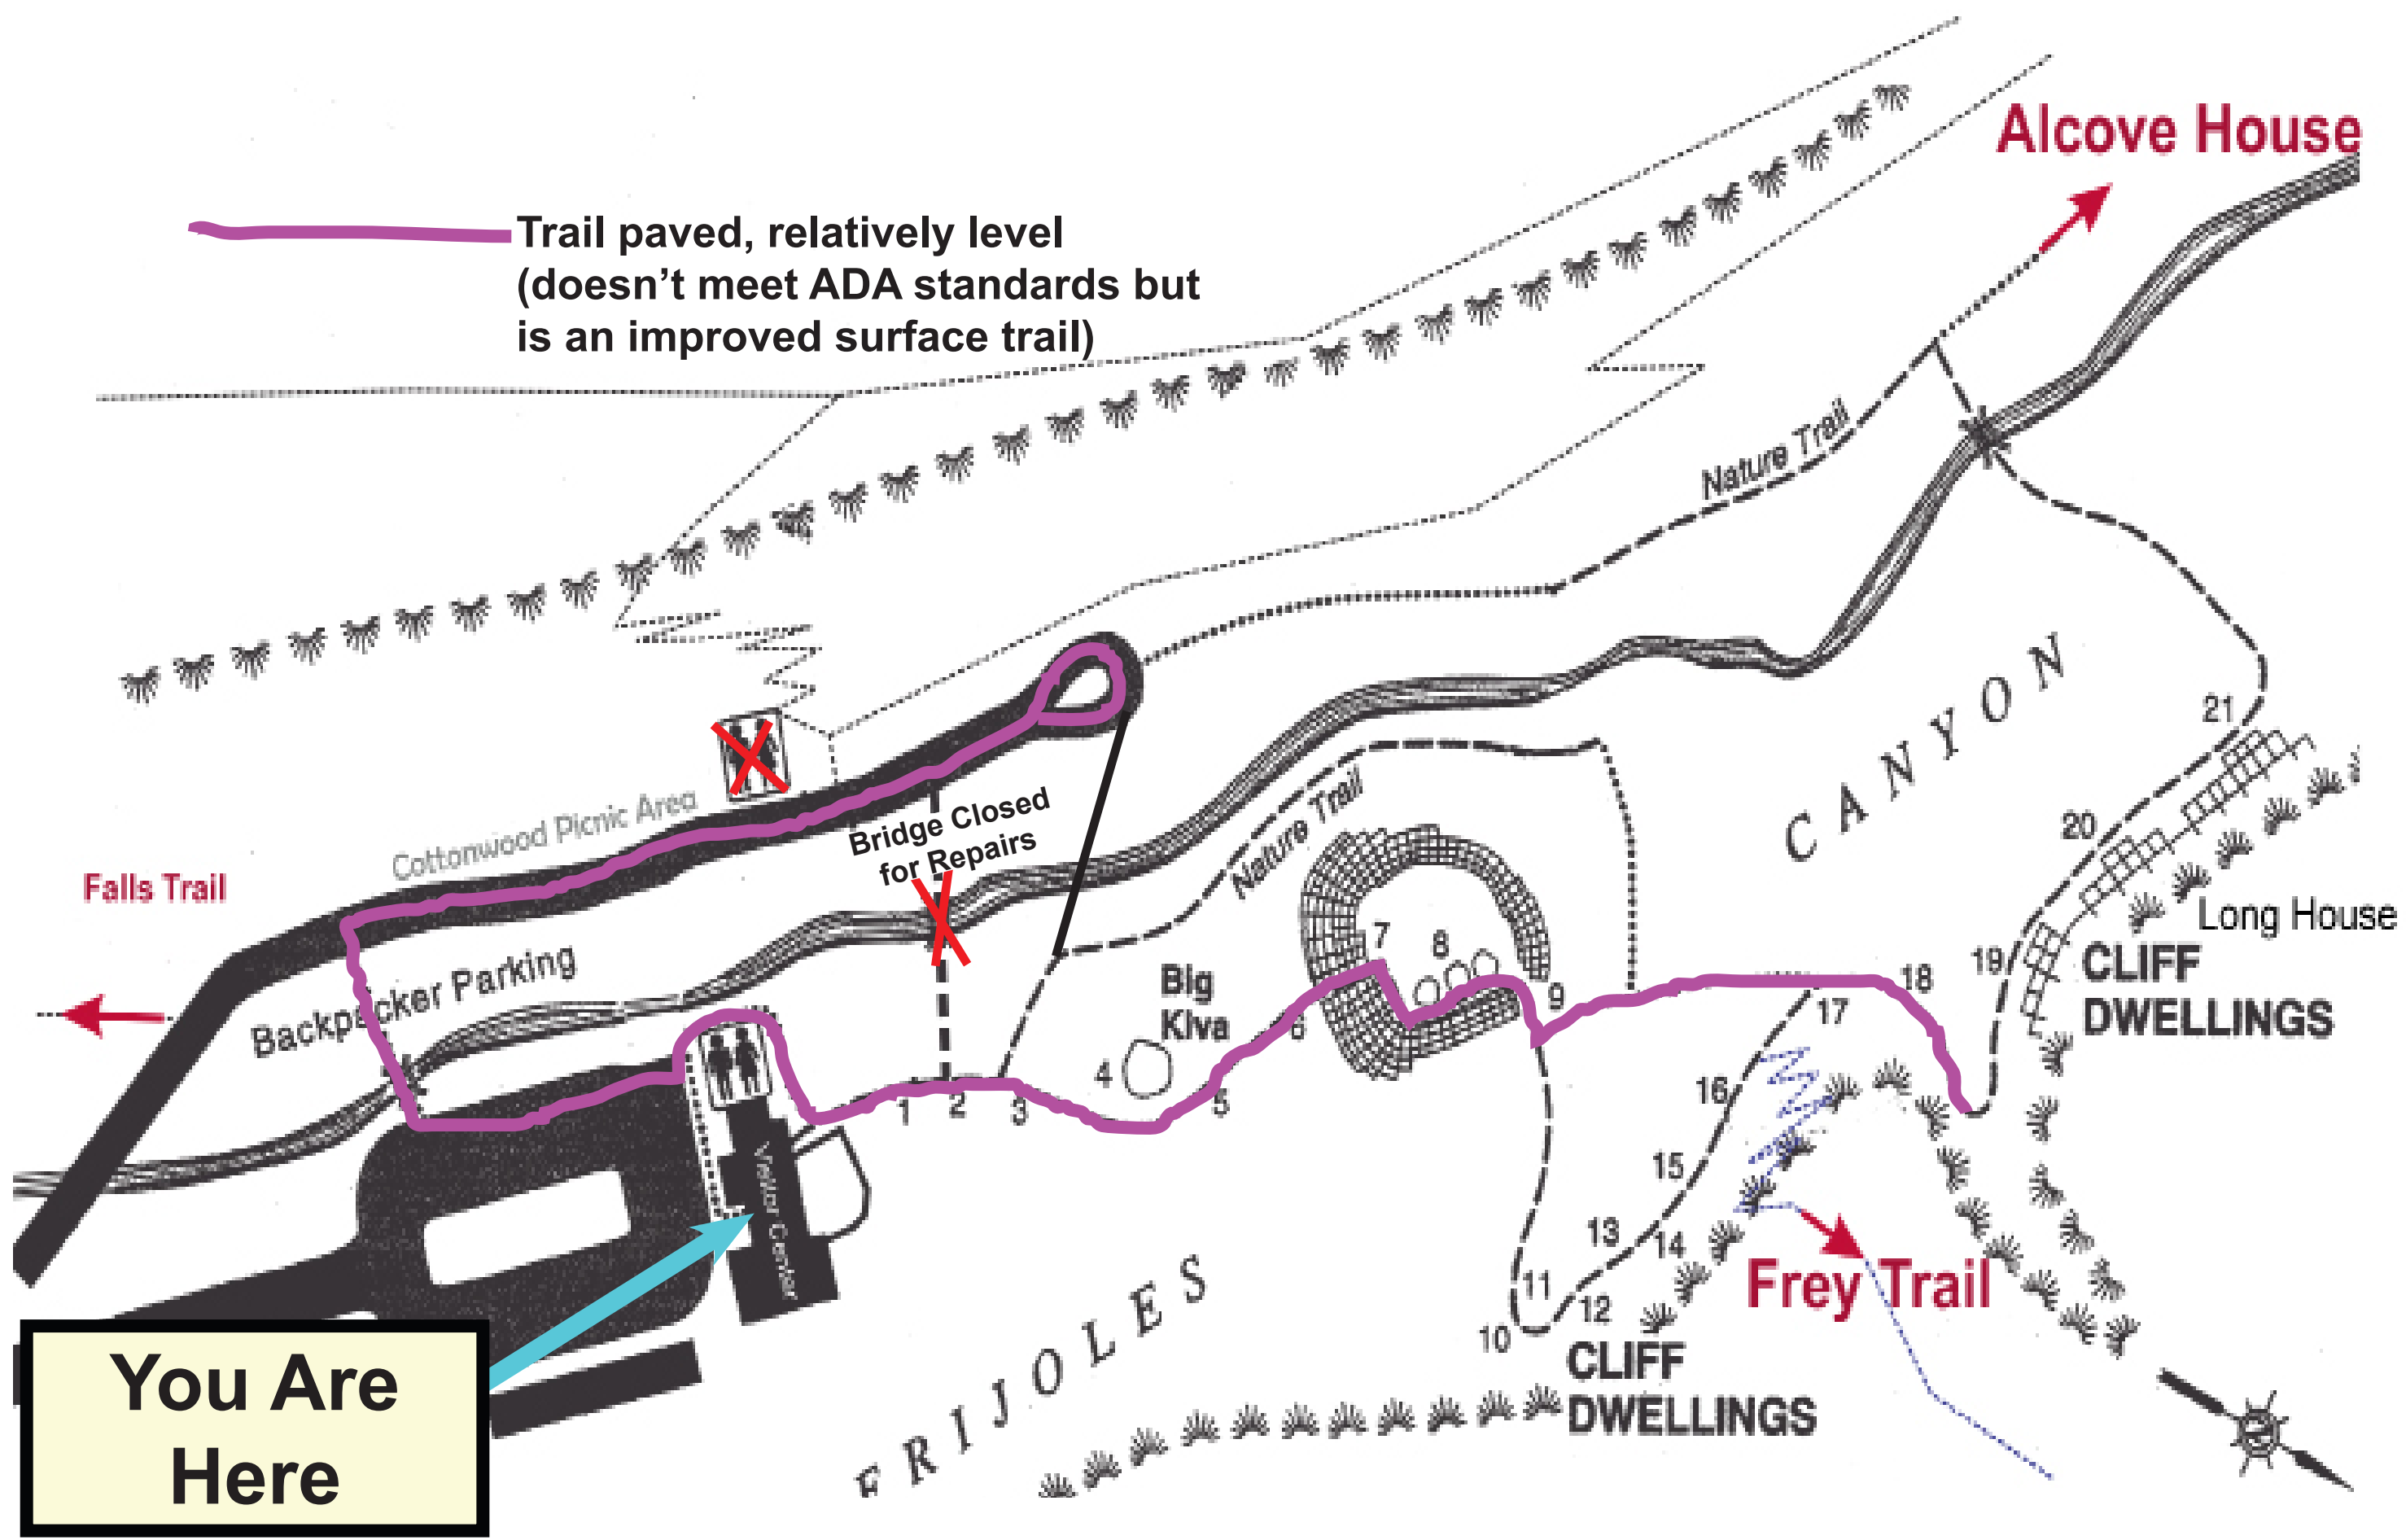 Alcove House
Trail paved, relatively level
(doesn't meet ADA standards but
is an improved surface trail)
Nature Trail
CANYON
21
Cottonwood Picnic Area
Bridge Closed
for Repairs
Nature Trail
20
Falls Trail
Long House
Backpacker Parking
7
8
Big
Kiva
9
18
19
CLIFF
DWELLINGS
6
17
4
1
2
3
5
16
Visitor Center
15
13
14
Frey Trail
11
12
10
FRIJOLES
CLIFF
DWELLINGS
You Are
Here
N